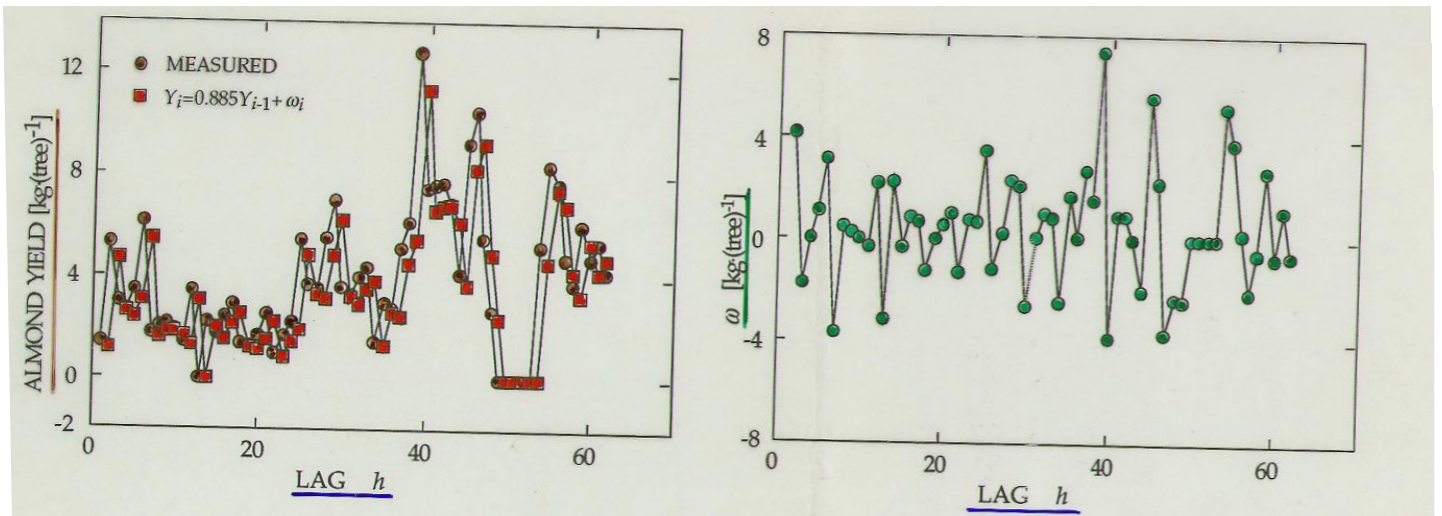 12
8
4
0
-2
ALMOND YIELD [kg(tree)⁻¹]
MEASURED
Yᵢ=0.885Yᵢ₋₁+ωᵢ
0 20 40 60
LAG h
8
4
0
-4
-8
ω [kg(tree)⁻¹]
0 20 40 60
LAG h